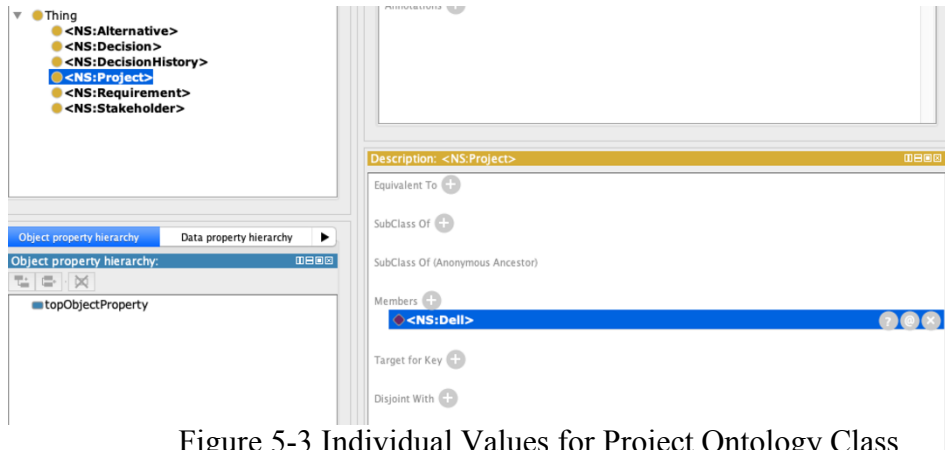 Thing
<NS:Alternative>
<NS:Decision>
<NS:DecisionHistory>
<NS:Project>
<NS:Requirement>
<NS:Stakeholder>
Object property hierarchy Data property hierarchy
Object property hierarchy:
topObjectProperty
Annotations
Description: <NS:Project>
Equivalent To
SubClass Of
SubClass Of (Anonymous Ancestor)
Members
<NS:Dell>
Target for Key
Disjoint With
Figure 5-3 Individual Values for Project Ontology Class